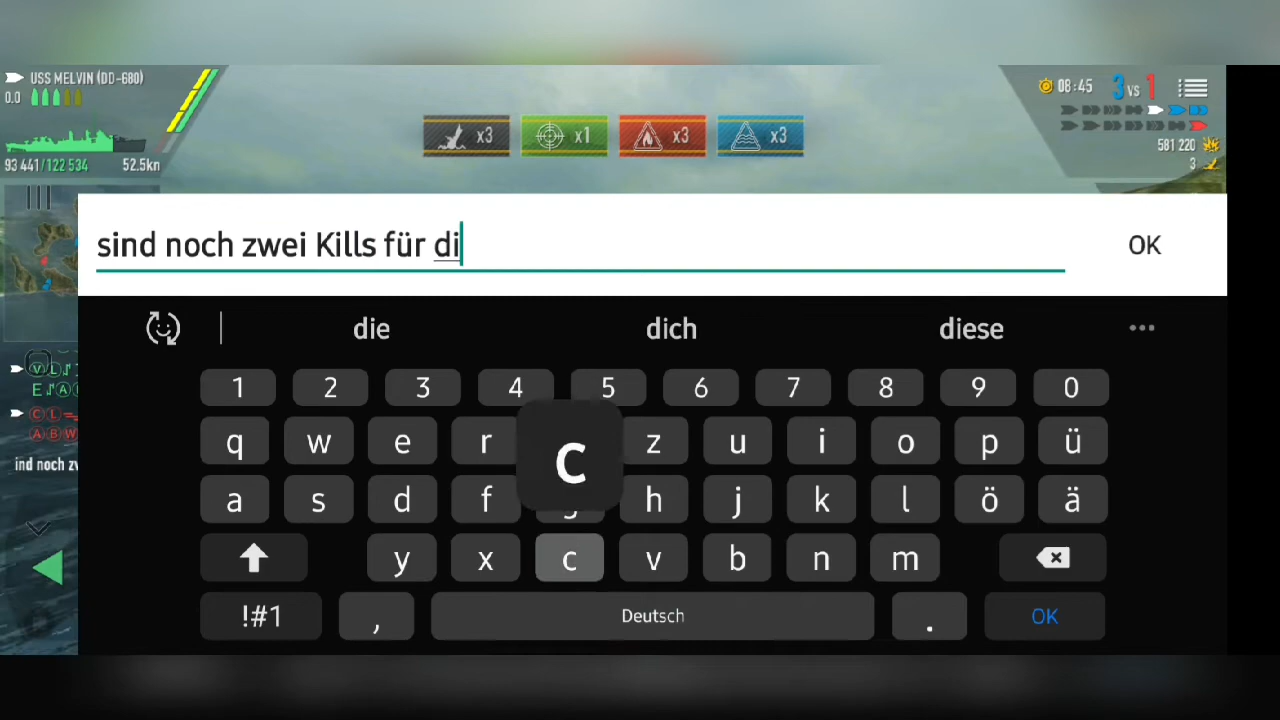 USS MELVIN (DD-680)
0.0
93 441/122 534 52.5kn
x3 x1 x3 x3
08:45 3 vs 1
581 220
3
sind noch zwei Kills für di OK
die dich diese
1 2 3 4 5 6 7 8 9 0
q w e r z u i o p ü
c
a s d f h j k l ö ä
y x c v b n m
!#1 , Deutsch . OK
V L
E A
C L
A B W
ind noch zw